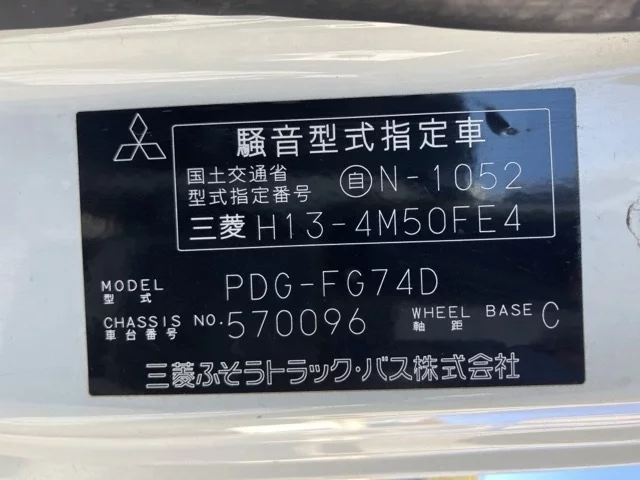 騒音型式指定車
国土交通省
型式指定番号 自N-1052
三菱 H13-4M50FE4
MODEL
型式 PDG-FG74D
CHASSIS NO. 570096 WHEEL BASE C
車台番号 軸距
三菱ふそうトラック・バス株式会社